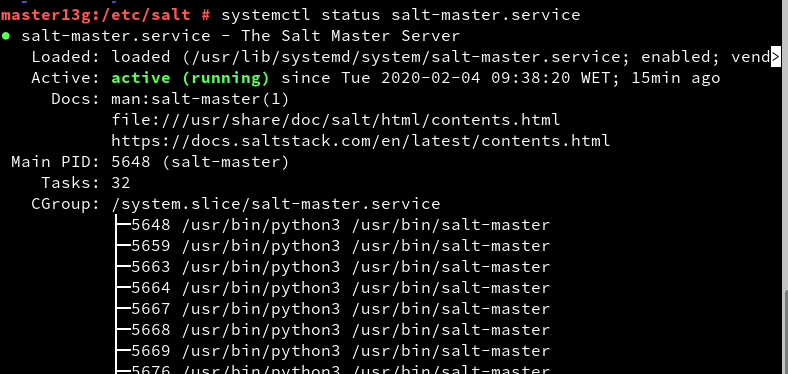 master13g:/etc/salt # systemctl status salt-master.service
● salt-master.service - The Salt Master Server
   Loaded: loaded (/usr/lib/systemd/system/salt-master.service; enabled; vend>
   Active: active (running) since Tue 2020-02-04 09:38:20 WET; 15min ago
     Docs: man:salt-master(1)
           file:///usr/share/doc/salt/html/contents.html
           https://docs.saltstack.com/en/latest/contents.html
 Main PID: 5648 (salt-master)
    Tasks: 32
   CGroup: /system.slice/salt-master.service
           ├─5648 /usr/bin/python3 /usr/bin/salt-master
           ├─5659 /usr/bin/python3 /usr/bin/salt-master
           ├─5663 /usr/bin/python3 /usr/bin/salt-master
           ├─5664 /usr/bin/python3 /usr/bin/salt-master
           ├─5667 /usr/bin/python3 /usr/bin/salt-master
           ├─5668 /usr/bin/python3 /usr/bin/salt-master
           ├─5669 /usr/bin/python3 /usr/bin/salt-master
           ├─5676 /usr/bin/python3 /usr/bin/salt-master